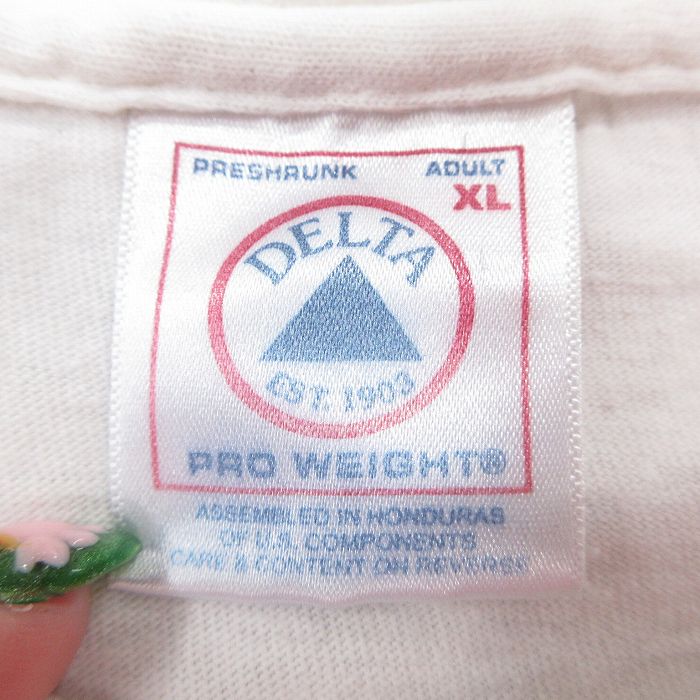 PRESHRUNK ADULT
XL
DELTA
EST. 1903
PRO WEIGHT®
ASSEMBLED IN HONDURAS
OF U.S. COMPONENTS
CARE & CONTENT ON REVERSE